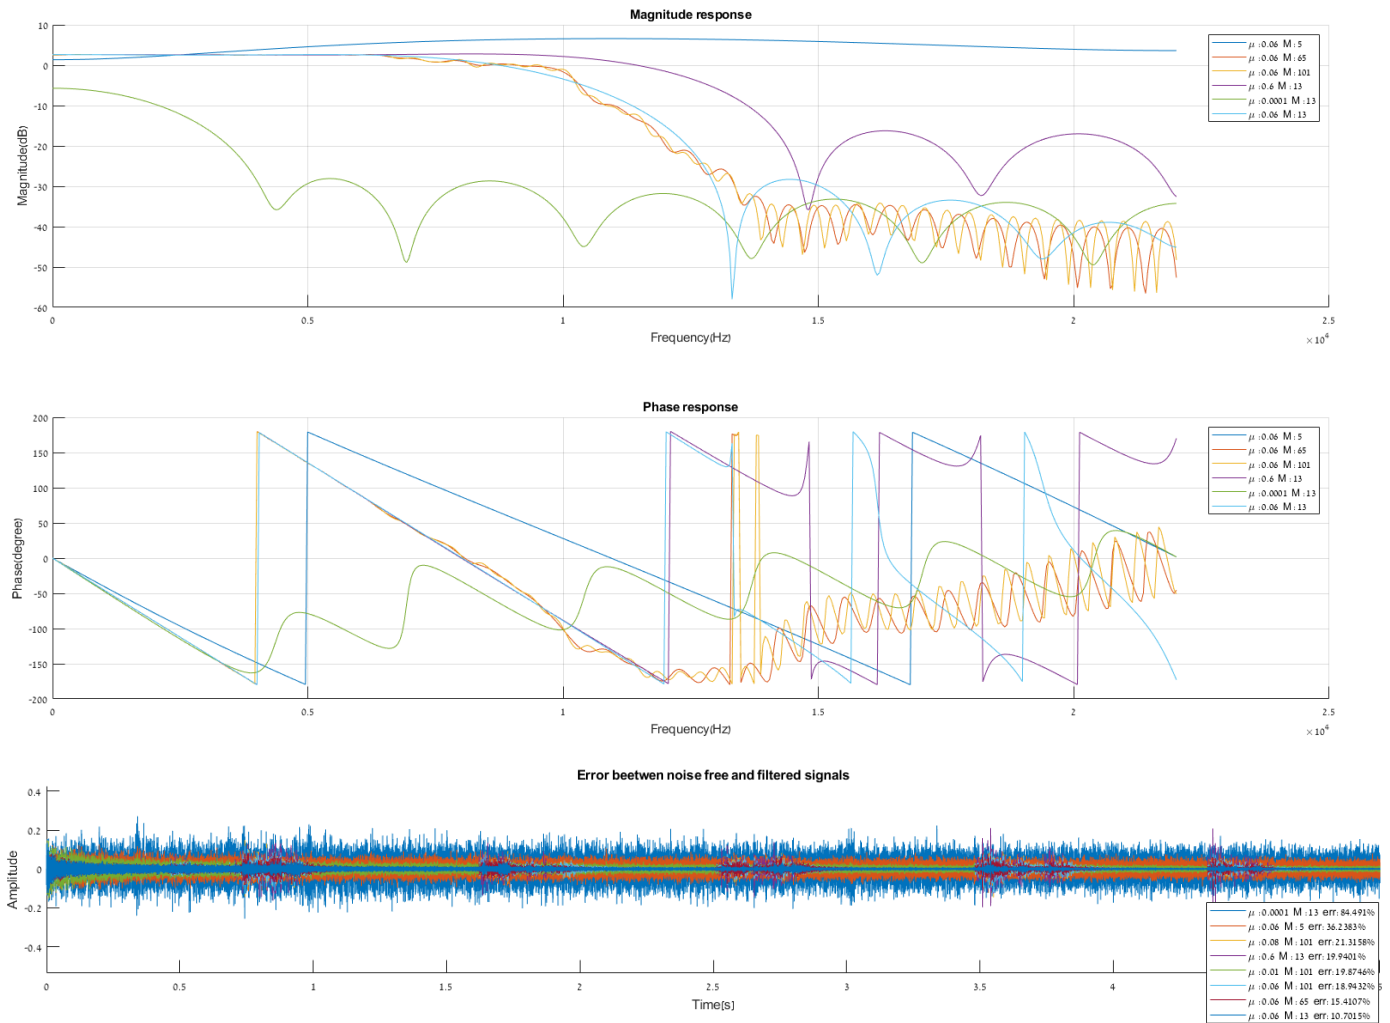 Magnitude response
10
0
-10
-20
-30
-40
-50
-60
Magnitude(dB)
0
0.5
1
1.5
2
2.5
×10⁴
Frequency(Hz)
μ :0.06 M :5
μ :0.06 M :65
μ :0.06 M :101
μ :0.6 M :13
μ :0.0001 M :13
μ :0.06 M :13
Phase response
200
150
100
50
0
-50
-100
-150
-200
Phase(degree)
0
0.5
1
1.5
2
2.5
×10⁴
Frequency(Hz)
μ :0.06 M :5
μ :0.06 M :65
μ :0.06 M :101
μ :0.6 M :13
μ :0.0001 M :13
μ :0.06 M :13
Error beetwen noise free and filtered signals
0.4
0.2
0
-0.2
-0.4
Amplitude
0
0.5
1
1.5
2
2.5
3
3.5
4
Time[s]
μ :0.0001 M :13 err:84.491%
μ :0.06 M :5 err:36.2383%
μ :0.08 M :101 err:21.3158%
μ :0.6 M :13 err:19.9401%
μ :0.01 M :101 err:19.8746%
μ :0.06 M :101 err:18.9432%
μ :0.06 M :65 err:15.4107%
μ :0.06 M :13 err:10.7015%